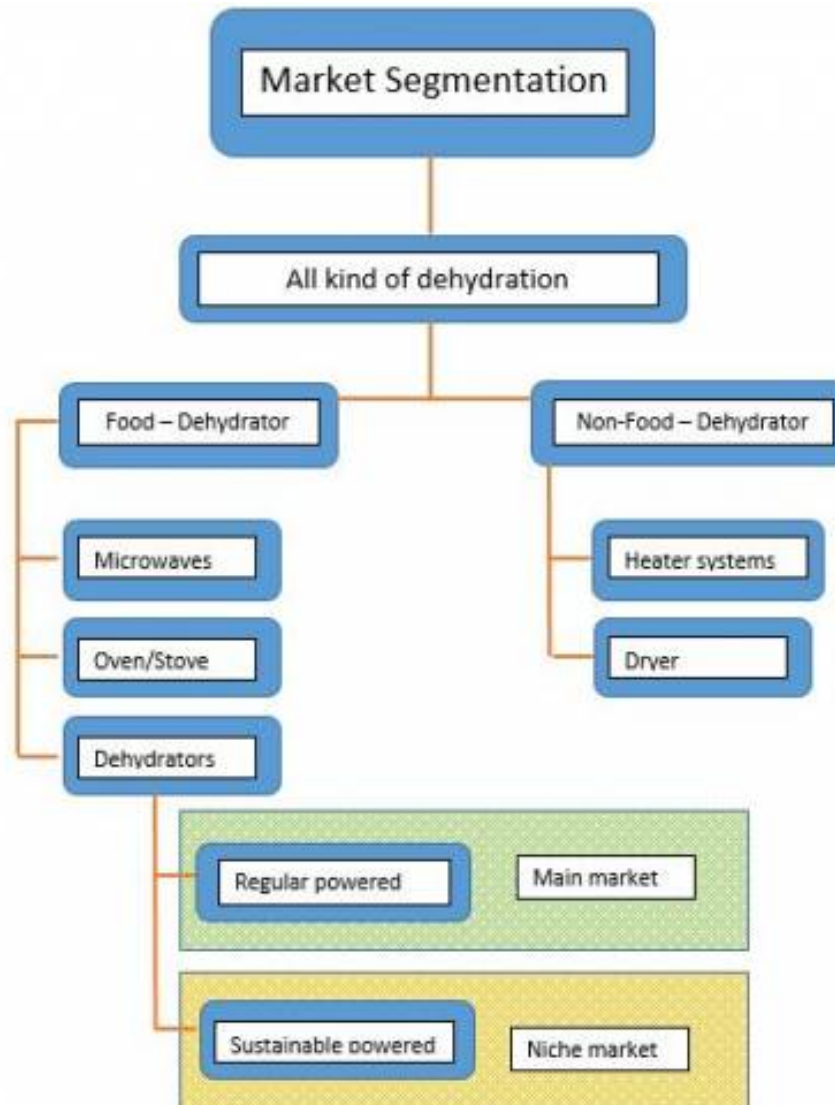 Market Segmentation
All kind of dehydration
Food – Dehydrator
Non-Food – Dehydrator
Microwaves
Heater systems
Oven/Stove
Dryer
Dehydrators
Regular powered
Main market
Sustainable powered
Niche market